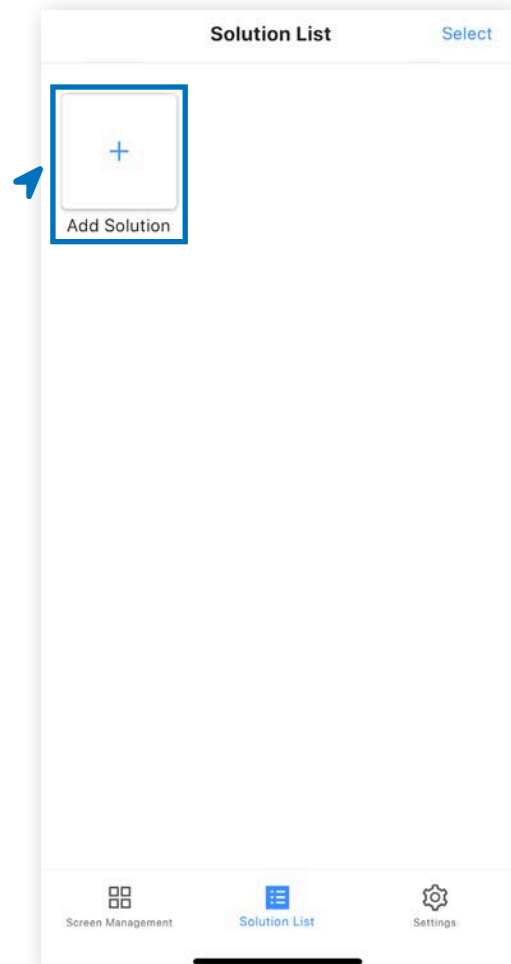 Solution List
Select
Add Solution
Screen Management
Solution List
Settings